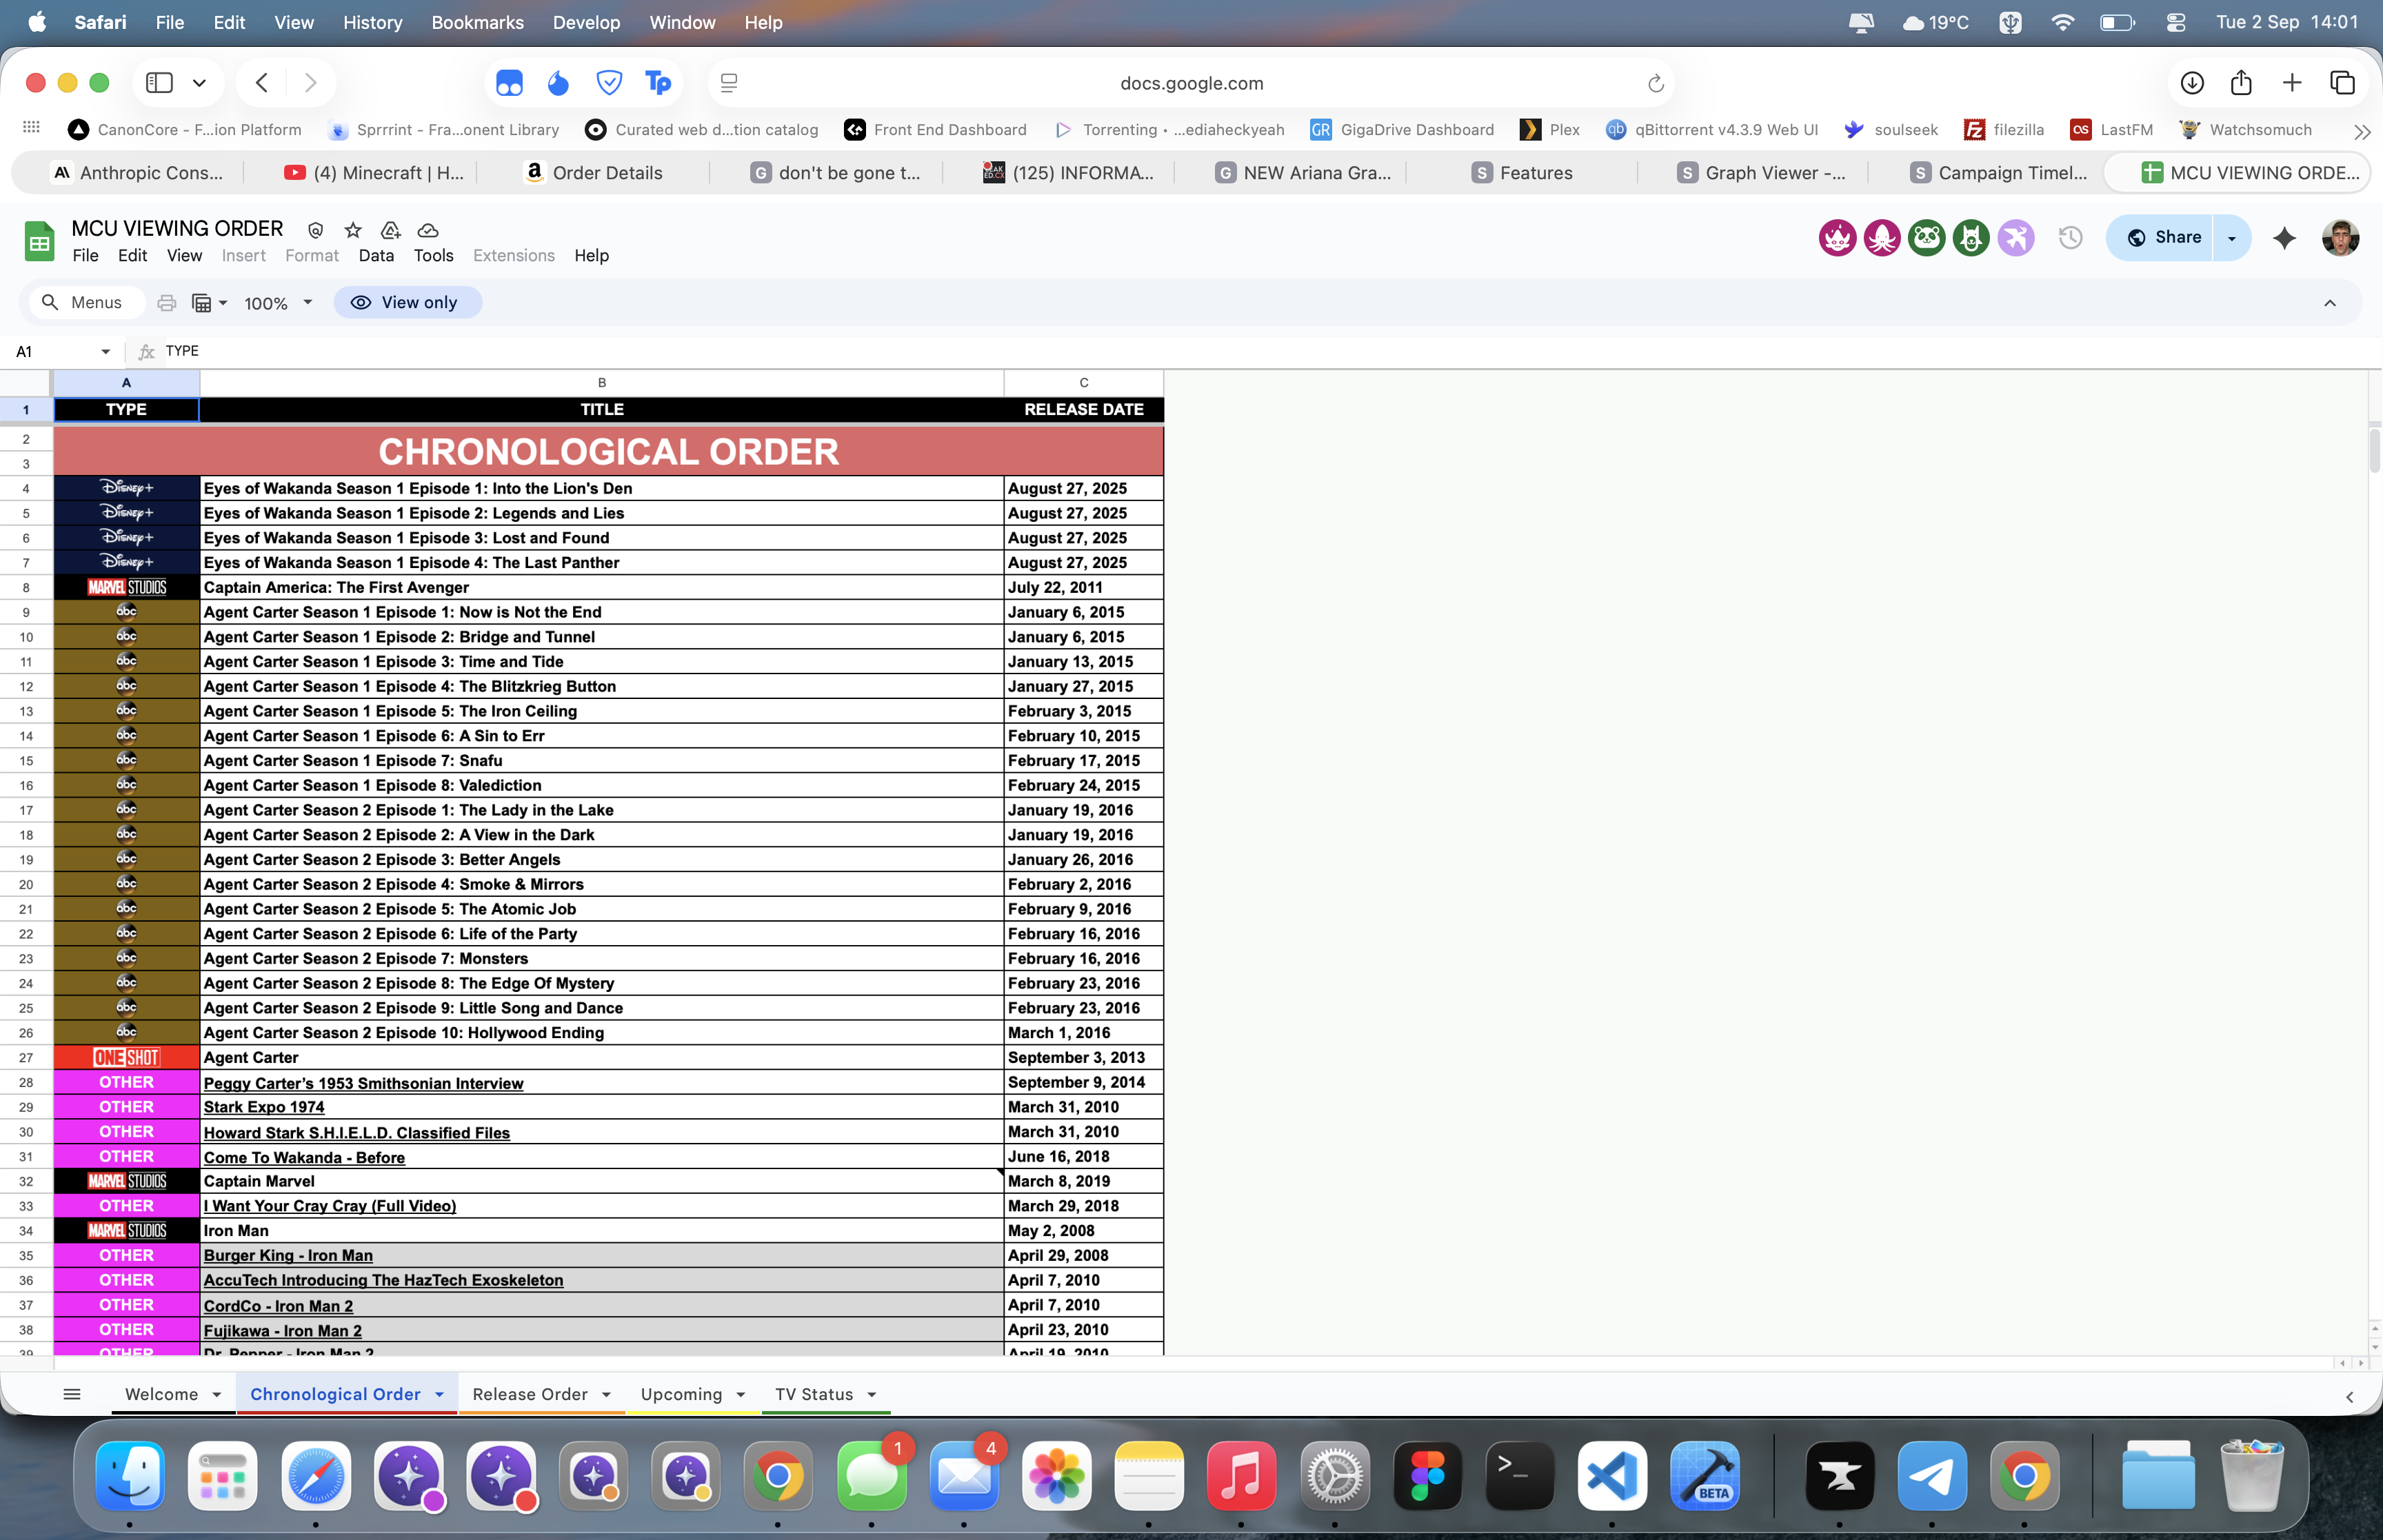 Safari File Edit View History Bookmarks Develop Window Help 19°C Tue 2 Sep 14:01
Tp docs.google.com
CanonCore - F...ion Platform Sprrrint - Fra...onent Library Curated web d...tion catalog Front End Dashboard Torrenting • ...ediaheckyeah GR GigaDrive Dashboard Plex qb qBittorrent v4.3.9 Web UI soulseek filezilla LastFM Watchsomuch
Anthropic Cons... (4) Minecraft | H... Order Details G don't be gone t... (125) INFORMA... G NEW Ariana Gra... S Features S Graph Viewer -... S Campaign Timel... MCU VIEWING ORDE...
MCU VIEWING ORDER
File Edit View Insert Format Data Tools Extensions Help
Share
Menus 100% View only
A1 fx TYPE
A B C
1 TYPE TITLE RELEASE DATE
2
CHRONOLOGICAL ORDER
3
4 Disney+ Eyes of Wakanda Season 1 Episode 1: Into the Lion's Den August 27, 2025
5 Disney+ Eyes of Wakanda Season 1 Episode 2: Legends and Lies August 27, 2025
6 Disney+ Eyes of Wakanda Season 1 Episode 3: Lost and Found August 27, 2025
7 Disney+ Eyes of Wakanda Season 1 Episode 4: The Last Panther August 27, 2025
8 MARVEL STUDIOS Captain America: The First Avenger July 22, 2011
9 abc Agent Carter Season 1 Episode 1: Now is Not the End January 6, 2015
10 abc Agent Carter Season 1 Episode 2: Bridge and Tunnel January 6, 2015
11 abc Agent Carter Season 1 Episode 3: Time and Tide January 13, 2015
12 abc Agent Carter Season 1 Episode 4: The Blitzkrieg Button January 27, 2015
13 abc Agent Carter Season 1 Episode 5: The Iron Ceiling February 3, 2015
14 abc Agent Carter Season 1 Episode 6: A Sin to Err February 10, 2015
15 abc Agent Carter Season 1 Episode 7: Snafu February 17, 2015
16 abc Agent Carter Season 1 Episode 8: Valediction February 24, 2015
17 abc Agent Carter Season 2 Episode 1: The Lady in the Lake January 19, 2016
18 abc Agent Carter Season 2 Episode 2: A View in the Dark January 19, 2016
19 abc Agent Carter Season 2 Episode 3: Better Angels January 26, 2016
20 abc Agent Carter Season 2 Episode 4: Smoke & Mirrors February 2, 2016
21 abc Agent Carter Season 2 Episode 5: The Atomic Job February 9, 2016
22 abc Agent Carter Season 2 Episode 6: Life of the Party February 16, 2016
23 abc Agent Carter Season 2 Episode 7: Monsters February 16, 2016
24 abc Agent Carter Season 2 Episode 8: The Edge Of Mystery February 23, 2016
25 abc Agent Carter Season 2 Episode 9: Little Song and Dance February 23, 2016
26 abc Agent Carter Season 2 Episode 10: Hollywood Ending March 1, 2016
27 ONE SHOT Agent Carter September 3, 2013
28 OTHER Peggy Carter’s 1953 Smithsonian Interview September 9, 2014
29 OTHER Stark Expo 1974 March 31, 2010
30 OTHER Howard Stark S.H.I.E.L.D. Classified Files March 31, 2010
31 OTHER Come To Wakanda - Before June 16, 2018
32 MARVEL STUDIOS Captain Marvel March 8, 2019
33 OTHER I Want Your Cray Cray (Full Video) March 29, 2018
34 MARVEL STUDIOS Iron Man May 2, 2008
35 OTHER Burger King - Iron Man April 29, 2008
36 OTHER AccuTech Introducing The HazTech Exoskeleton April 7, 2010
37 OTHER CordCo - Iron Man 2 April 7, 2010
38 OTHER Fujikawa - Iron Man 2 April 23, 2010
39 OTHER Dr. Pepper - Iron Man 2 April 19, 2010
Welcome Chronological Order Release Order Upcoming TV Status
1 4
>_ BETA